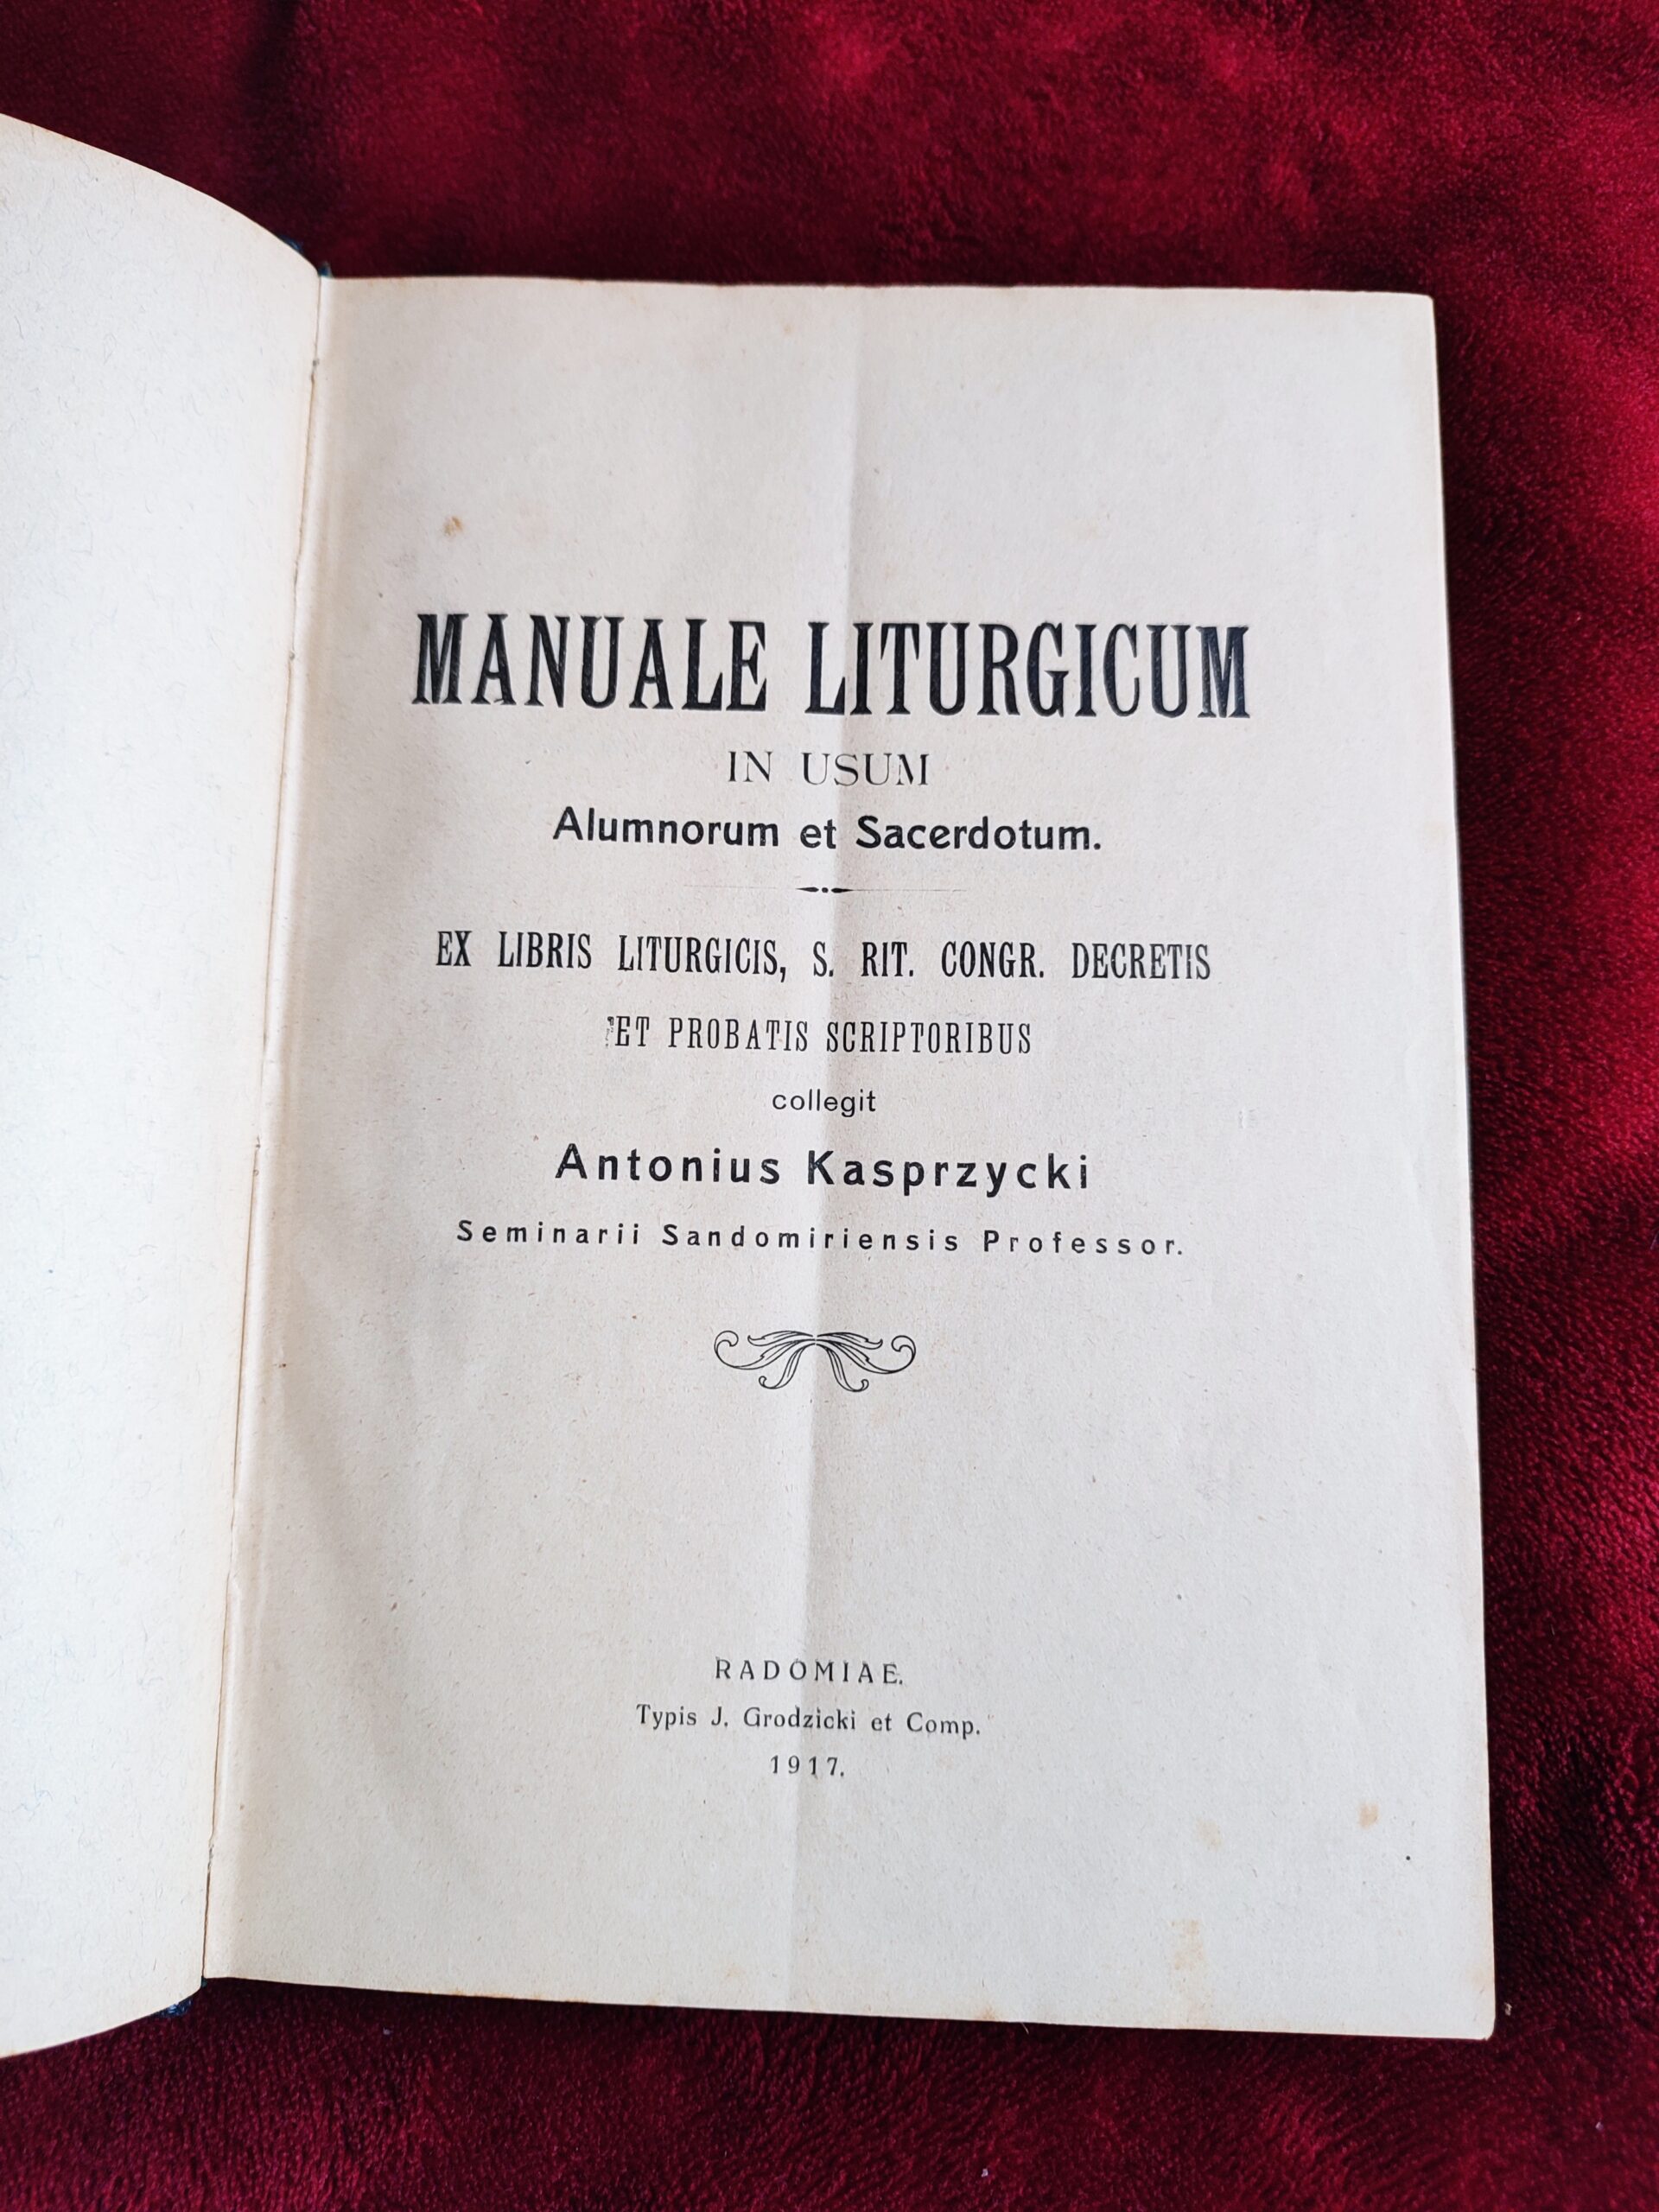 MANUALE LITURGICUM
IN USUM
Alumnorum et Sacerdotum.
EX LIBRIS LITURGICIS, S. RIT. CONGR. DECRETIS
ET PROBATIS SCRIPTORIBUS
collegit
Antonius Kasprzycki
Seminarii Sandomiriensis Professor.
RADOMIAE.
Typis J. Grodzicki et Comp.
1917.